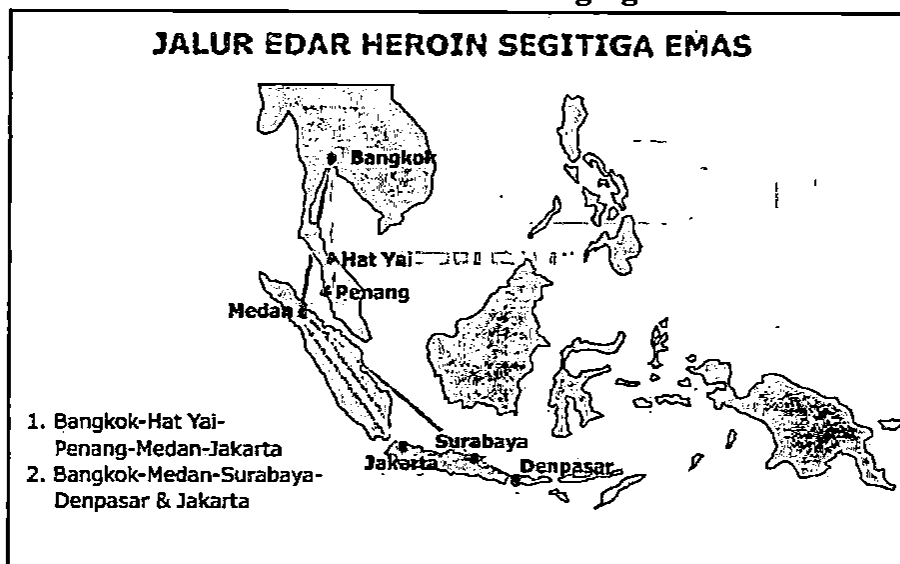 JALUR EDAR HEROIN SEGITIGA EMAS
Bangkok
Hat Yai
Penang
Medan
1. Bangkok-Hat Yai-
Penang-Medan-Jakarta
2. Bangkok-Medan-Surabaya-
Denpasar & Jakarta
Surabaya
Jakarta
Denpasar